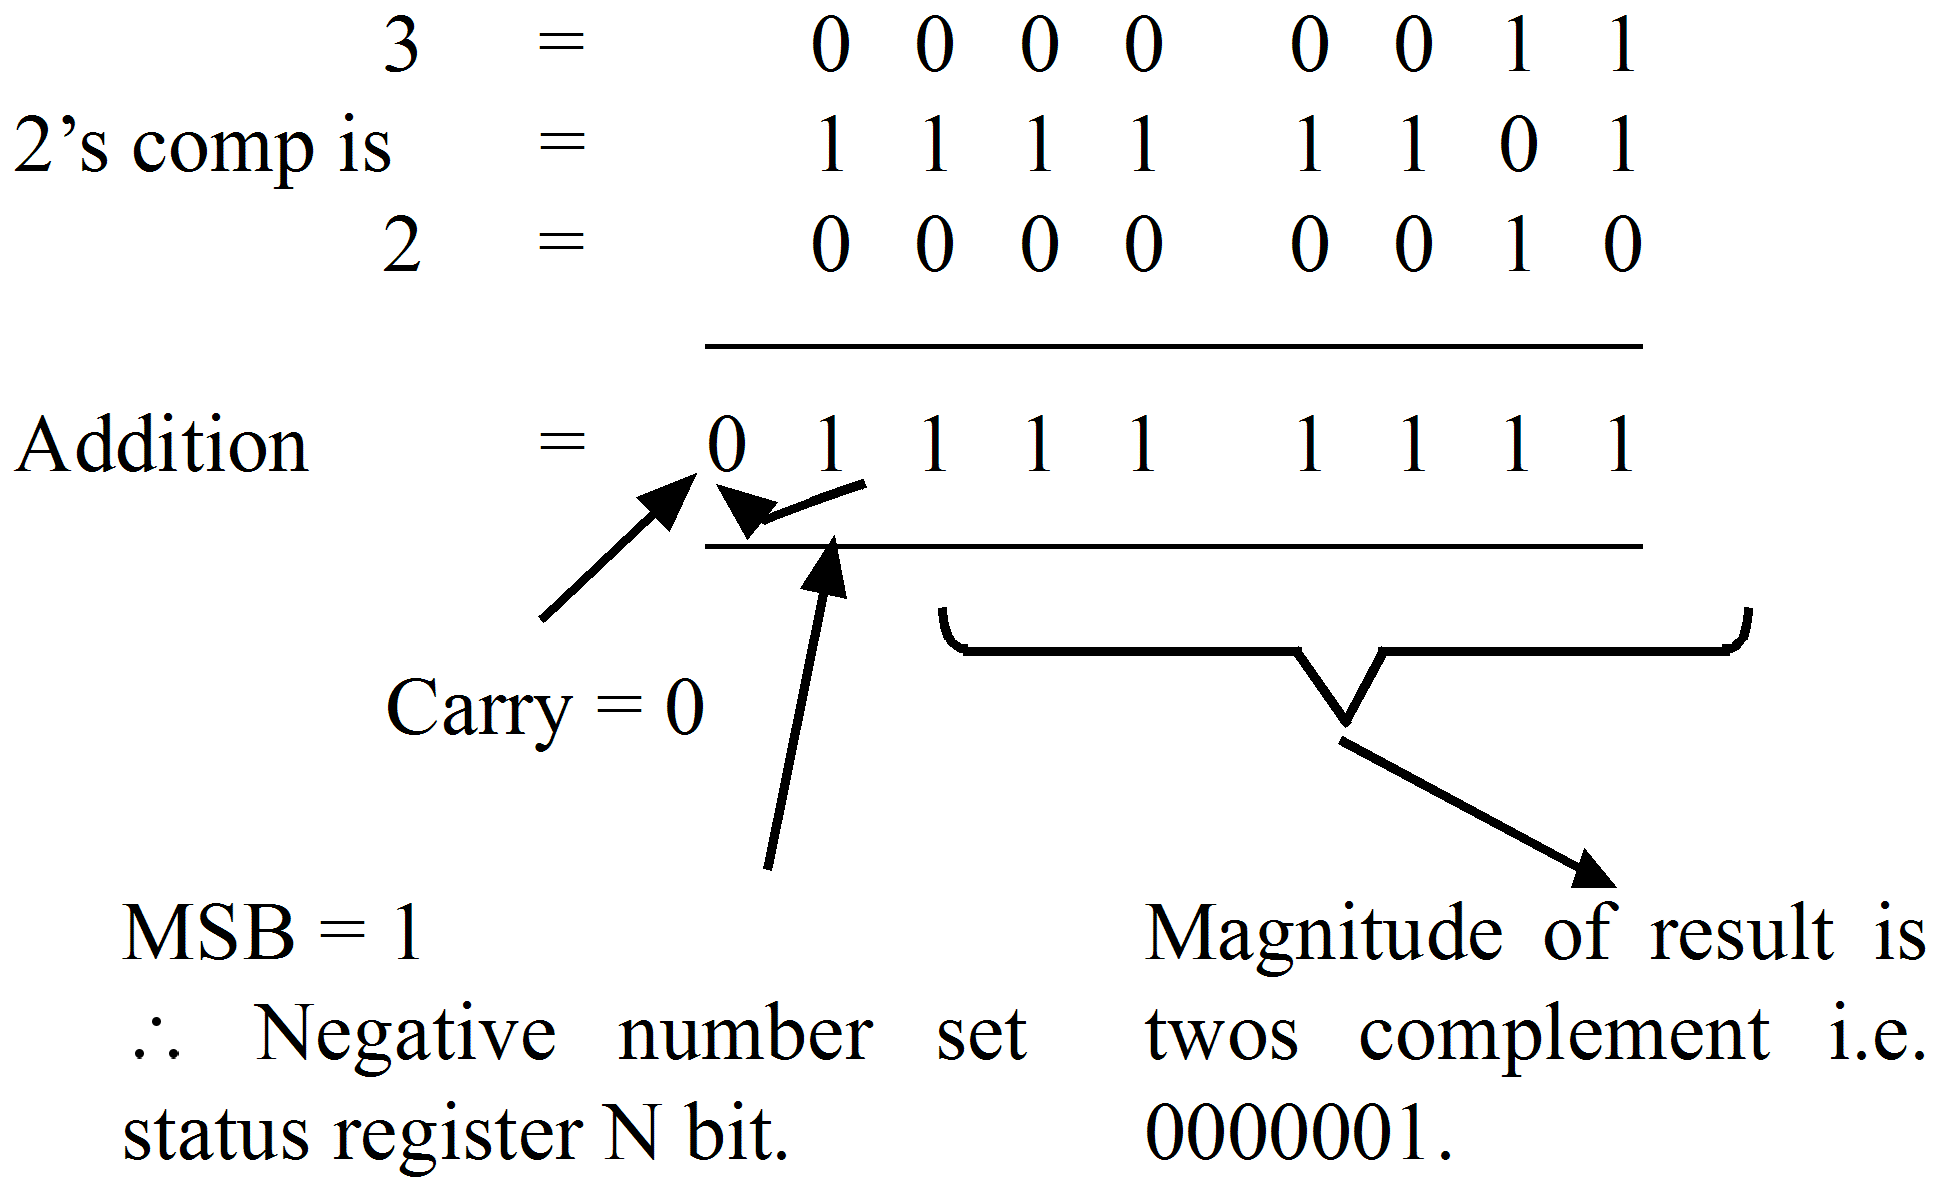 3 = 0 0 0 0 0 0 1 1
2’s comp is = 1 1 1 1 1 1 0 1
2 = 0 0 0 0 0 0 1 0
Addition = 0 1 1 1 1 1 1 1 1
Carry = 0
MSB = 1
∴ Negative number set
status register N bit.
Magnitude of result is
twos complement i.e.
0000001.